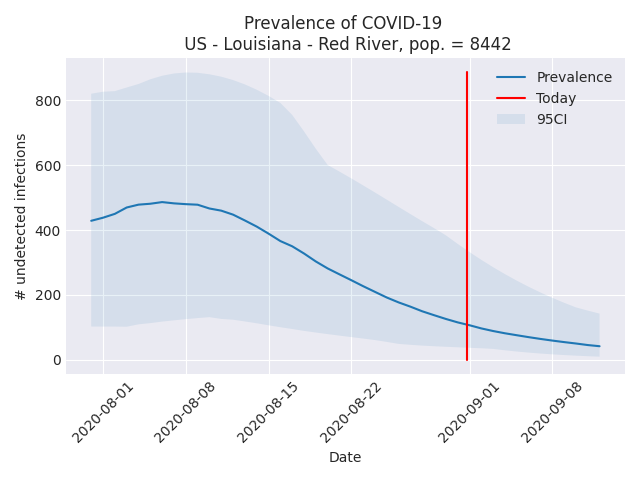 Prevalence of COVID-19
US - Louisiana - Red River, pop. = 8442
Prevalence
Today
95CI
# undetected infections
800
600
400
200
0
2020-08-01
2020-08-08
2020-08-15
2020-08-22
2020-09-01
2020-09-08
Date